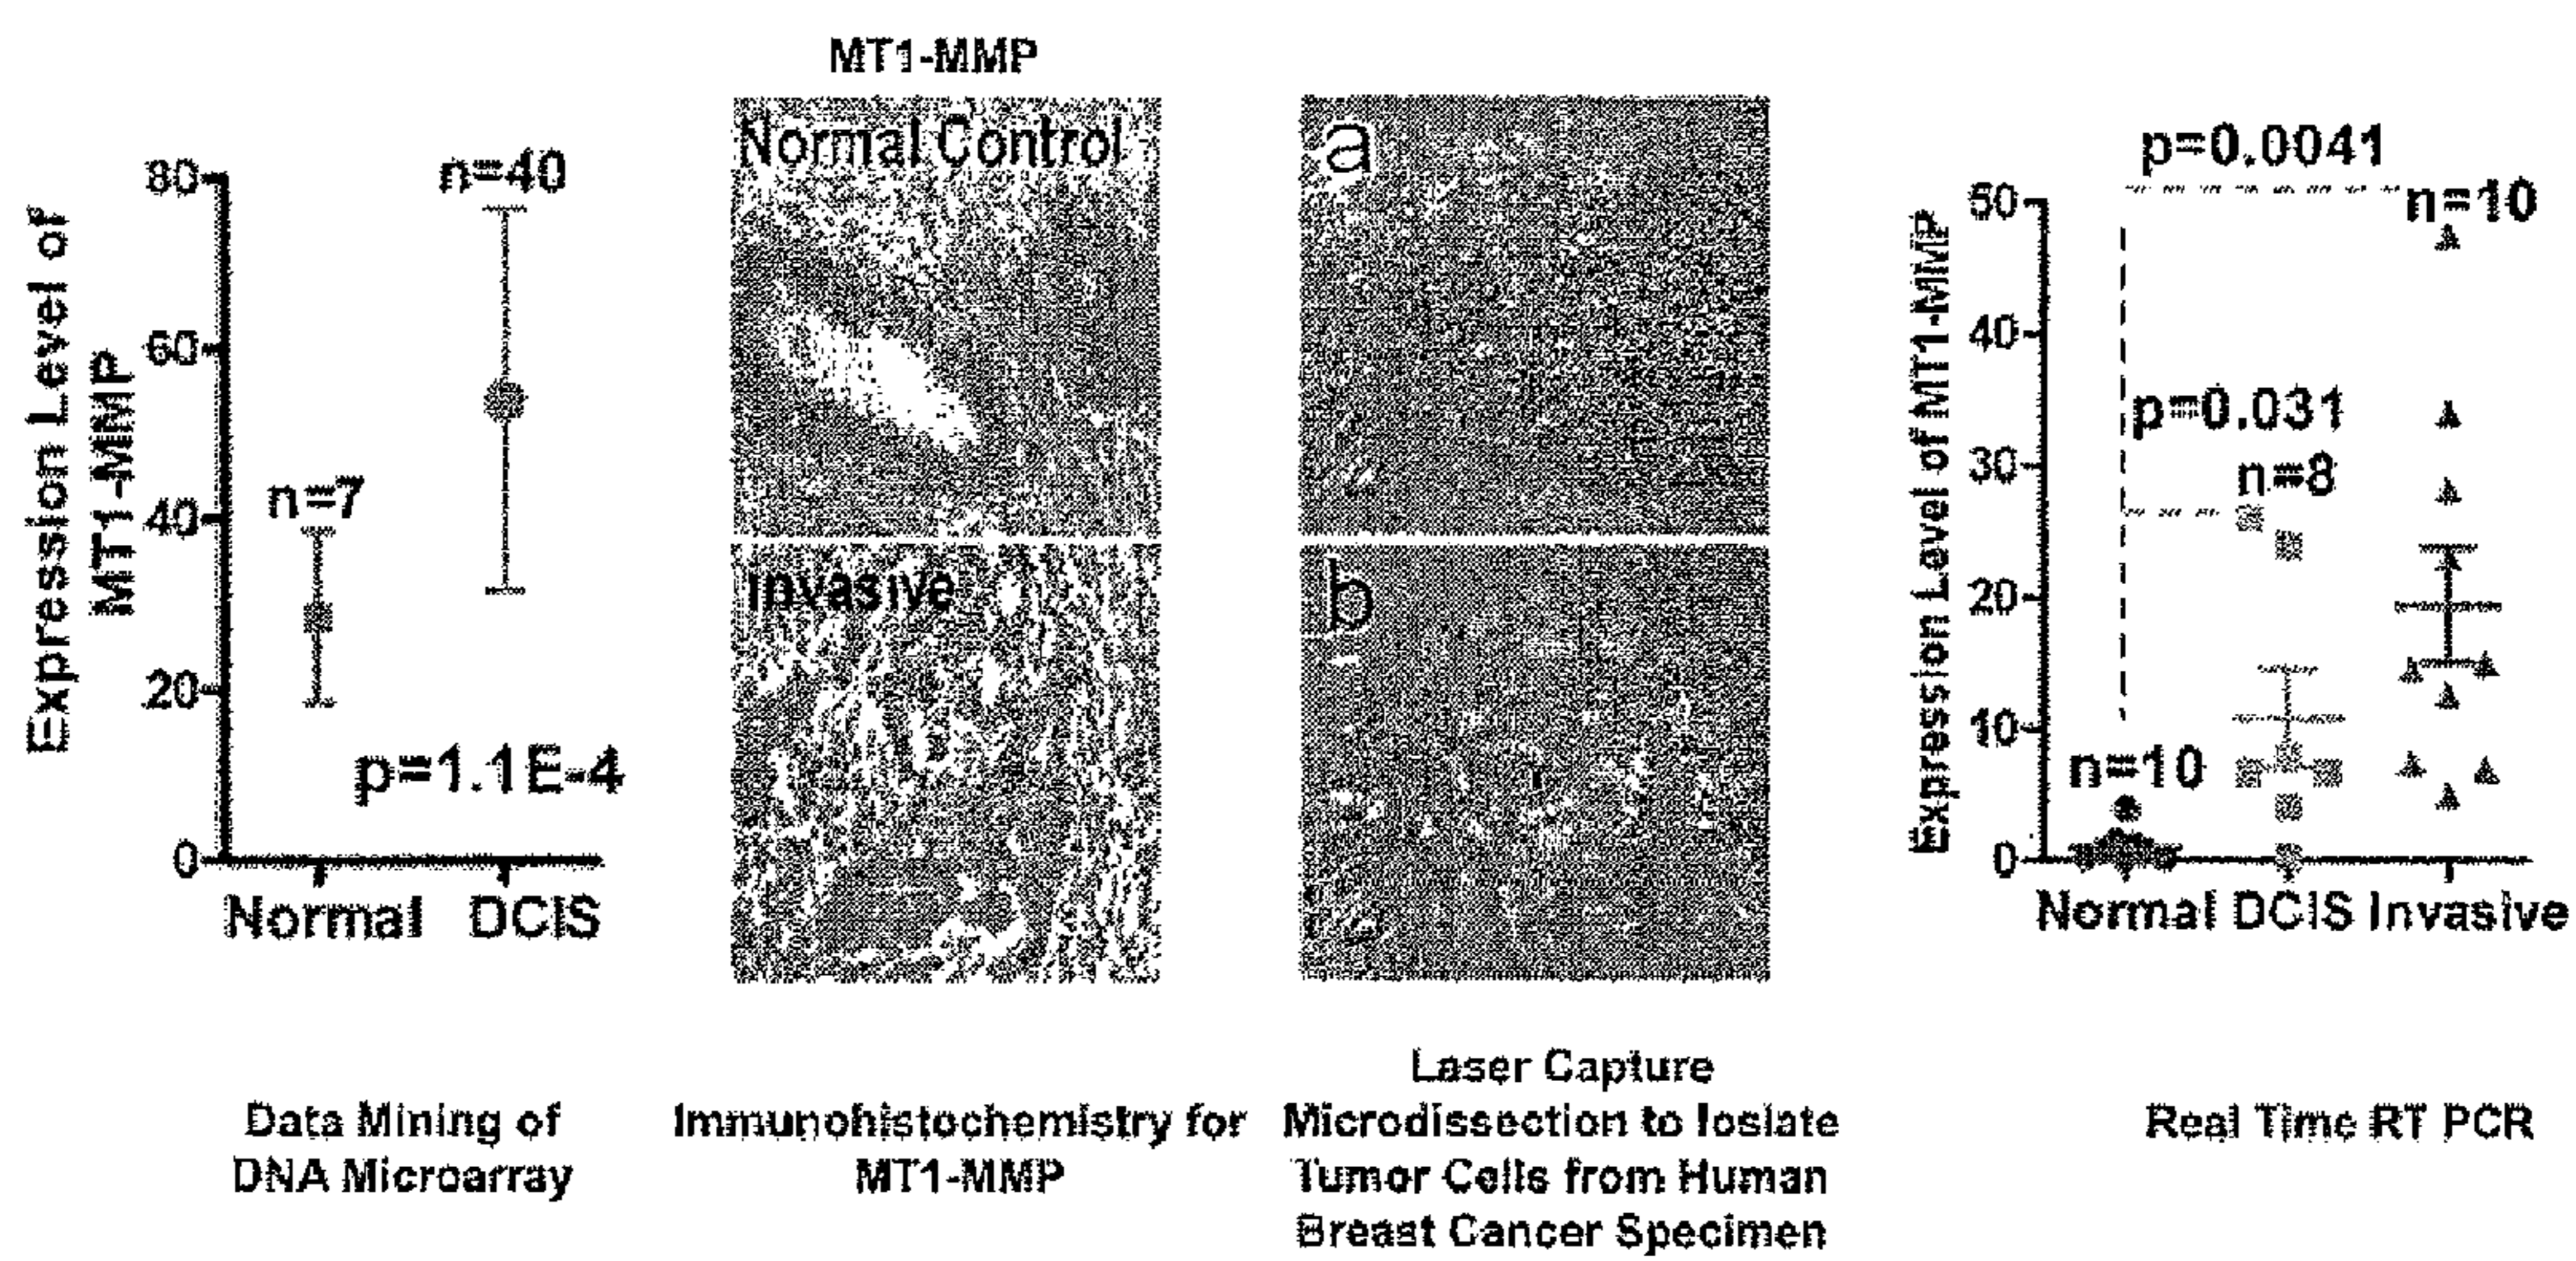 MT1-MMP
Expression Level of
MT1-MMP
80
60
40
20
0
n=7
n=40
p=1.1E-4
Normal DCIS
Normal Control
Invasive
a
b
Expression Level of MT1-MMP
50
40
30
20
10
0
p=0.0041
n=10
p=0.031
n=8
n=10
Normal DCIS Invasive
Data Mining of
DNA Microarray
Immunohistochemistry for
MT1-MMP
Laser Capture
Microdissection to Ioslate
Tumor Cells from Human
Breast Cancer Specimen
Real Time RT PCR